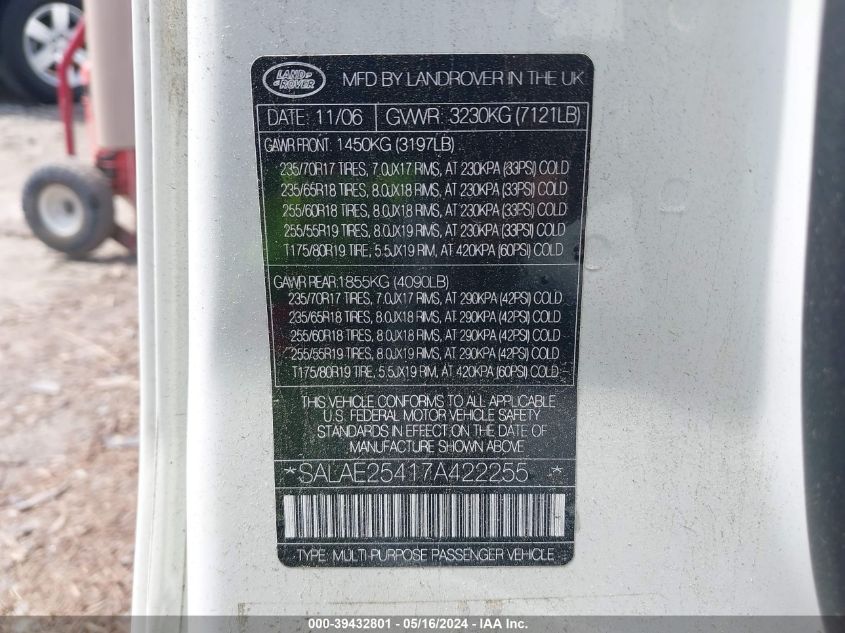 LAND ROVER MFD BY LANDROVER IN THE UK
DATE: 11/06 GVWR: 3230KG (7121LB)
GAWR FRONT: 1450KG (3197LB)
235/70R17 TIRES, 7.0JX17 RIMS, AT 230KPA (33PSI) COLD
235/65R18 TIRES, 8.0JX18 RIMS, AT 230KPA (33PSI) COLD
255/60R18 TIRES, 8.0JX18 RIMS, AT 230KPA (33PSI) COLD
255/55R19 TIRES, 8.0JX19 RIMS, AT 230KPA (33PSI) COLD
T175/80R19 TIRE, 5.5JX19 RIM, AT 420KPA (60PSI) COLD
GAWR REAR: 1855KG (4090LB)
235/70R17 TIRES, 7.0JX17 RIMS, AT 290KPA (42PSI) COLD
235/65R18 TIRES, 8.0JX18 RIMS, AT 290KPA (42PSI) COLD
255/60R18 TIRES, 8.0JX18 RIMS, AT 290KPA (42PSI) COLD
255/55R19 TIRES, 8.0JX19 RIMS, AT 290KPA (42PSI) COLD
T175/80R19 TIRE, 5.5JX19 RIM, AT 420KPA (60PSI) COLD
THIS VEHICLE CONFORMS TO ALL APPLICABLE
U.S. FEDERAL MOTOR VEHICLE SAFETY
STANDARDS IN EFFECT ON THE DATE OF
MANUFACTURE SHOWN ABOVE
*SALAE25417A422255 *
TYPE: MULTI-PURPOSE PASSENGER VEHICLE
000-39432801 - 05/16/2024 - IAA Inc.